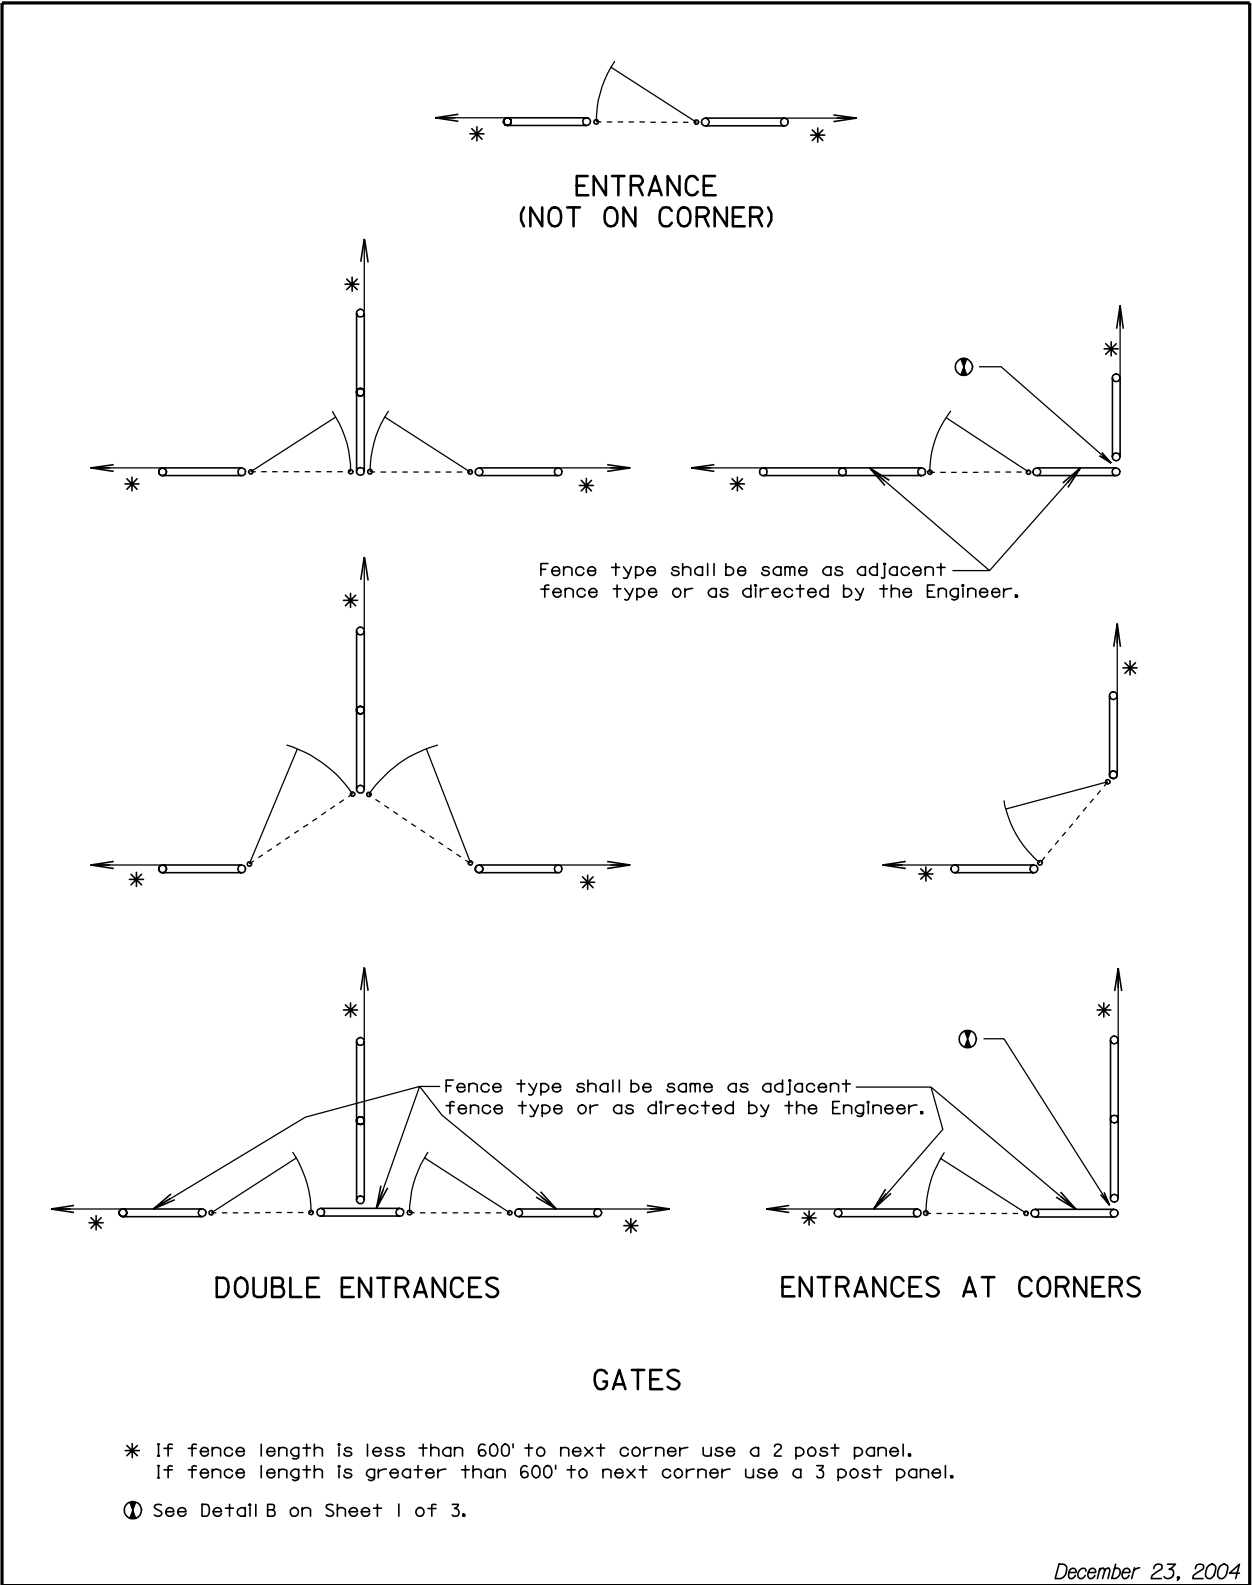 ENTRANCE
(NOT ON CORNER)
Fence type shall be same as adjacent
fence type or as directed by the Engineer.
Fence type shall be same as adjacent
fence type or as directed by the Engineer.
DOUBLE ENTRANCES
ENTRANCES AT CORNERS
GATES
* If fence length is less than 600' to next corner use a 2 post panel.
If fence length is greater than 600' to next corner use a 3 post panel.
See Detail B on Sheet 1 of 3.
December 23, 2004